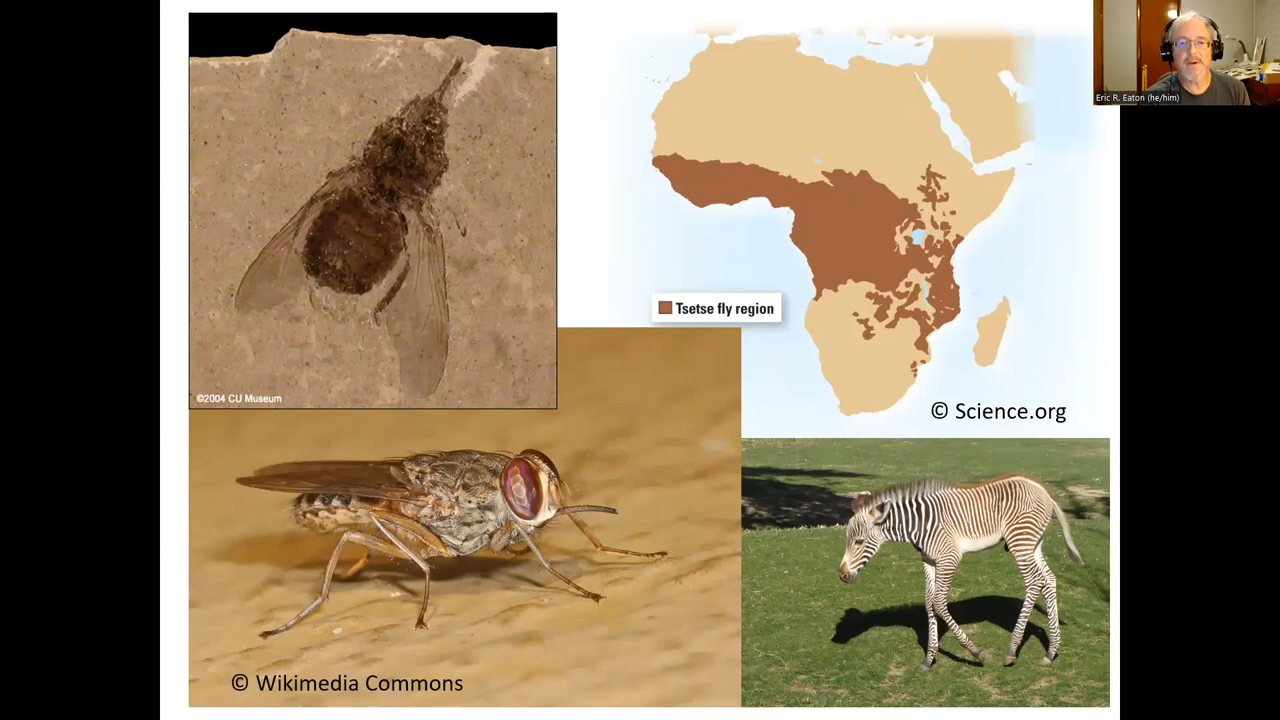 Eric R. Eaton (he/him)
©2004 CU Museum
Tsetse fly region
© Science.org
© Wikimedia Commons